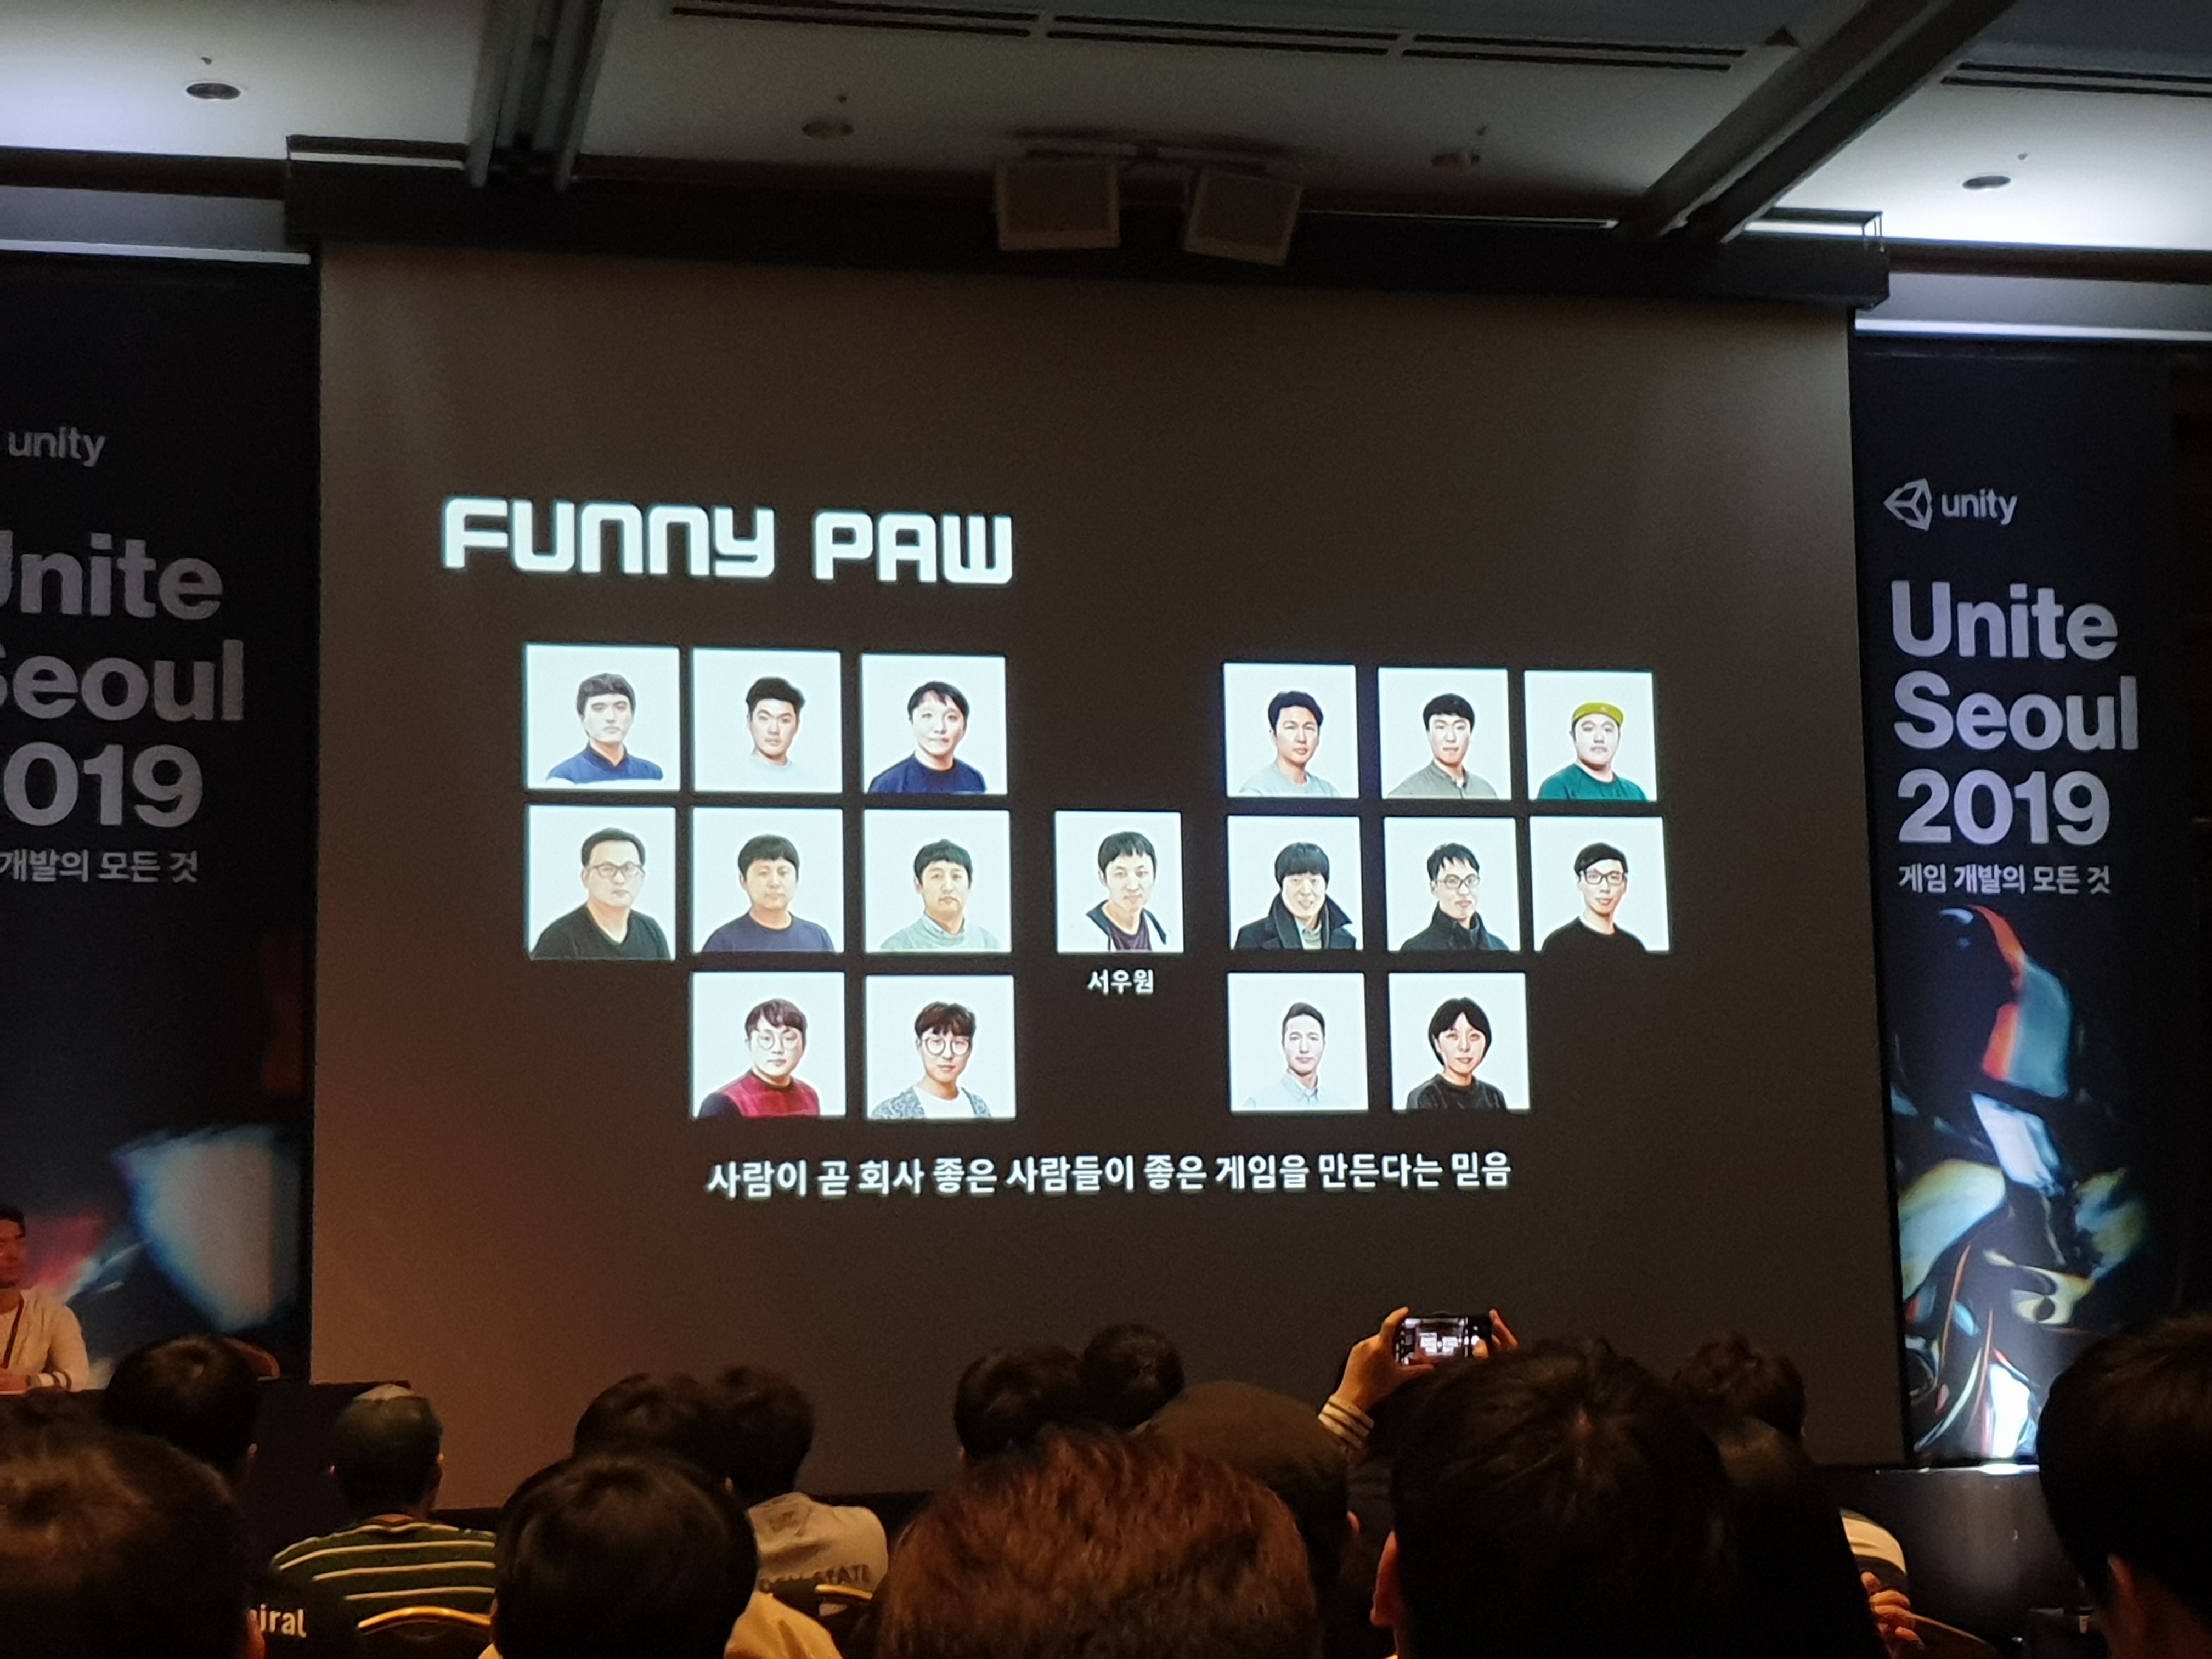 unity
Unite
Seoul
2019
개발의 모든 것
FUNNY PAW
서우원
사람이 곧 회사 좋은 사람들이 좋은 게임을 만든다는 믿음
unity
Unite
Seoul
2019
게임 개발의 모든 것